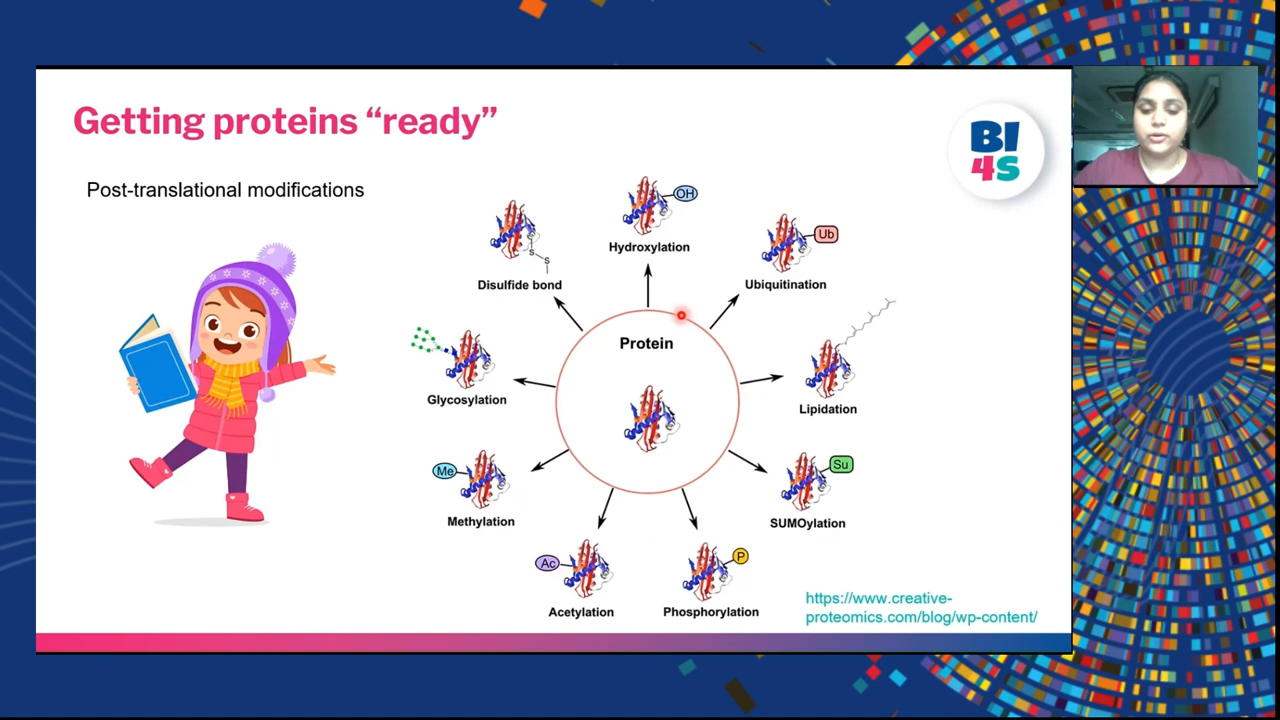 Getting proteins “ready”
BI
4S
Post-translational modifications
OH
Hydroxylation
S
S
Disulfide bond
Ub
Ubiquitination
Protein
Glycosylation
Lipidation
Me
Methylation
Su
SUMOylation
Ac
Acetylation
P
Phosphorylation
https://www.creative-
proteomics.com/blog/wp-content/